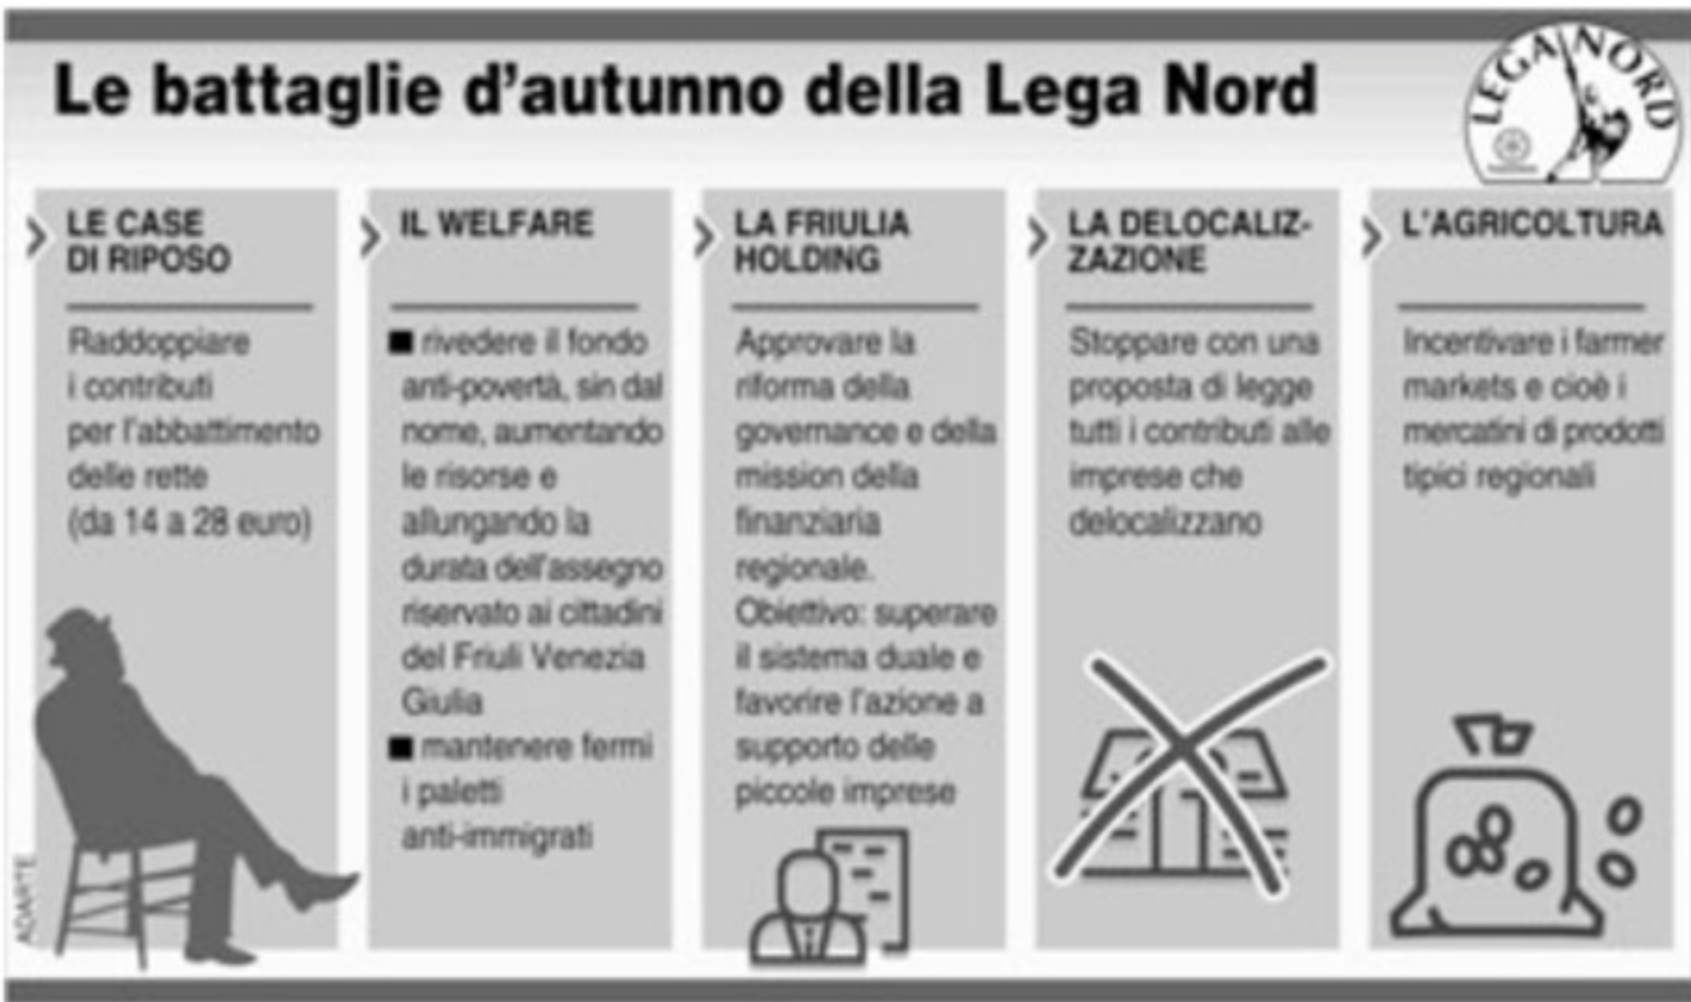 Le battaglie d'autunno della Lega Nord
LEGA NORD
LE CASE
DI RIPOSO
Raddoppiare
i contributi
per l'abbattimento
delle rette
(da 14 a 28 euro)
IL WELFARE
■ rivedere il fondo
anti-povertà, sin dal
nome, aumentando
le risorse e
allungando la
durata dell'assegno
riservato ai cittadini
del Friuli Venezia
Giulia
■ mantenere fermi
i paletti
anti-immigrati
LA FRIULIA
HOLDING
Approvare la
riforma della
governance e della
mission della
finanziaria
regionale.
Obiettivo: superare
il sistema duale e
favorire l'azione a
supporto delle
piccole imprese
LA DELOCALIZ-
ZAZIONE
Stoppare con una
proposta di legge
tutti i contributi alle
imprese che
delocalizzano
L'AGRICOLTURA
Incentivare i farmer
markets e cioè i
mercatini di prodotti
tipici regionali
ADARTE